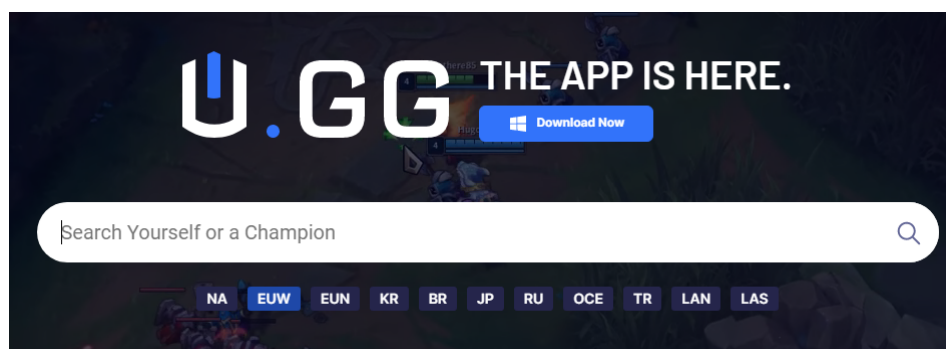 U.GG
THE APP IS HERE.
Download Now
Search Yourself or a Champion
NA EUW EUN KR BR JP RU OCE TR LAN LAS